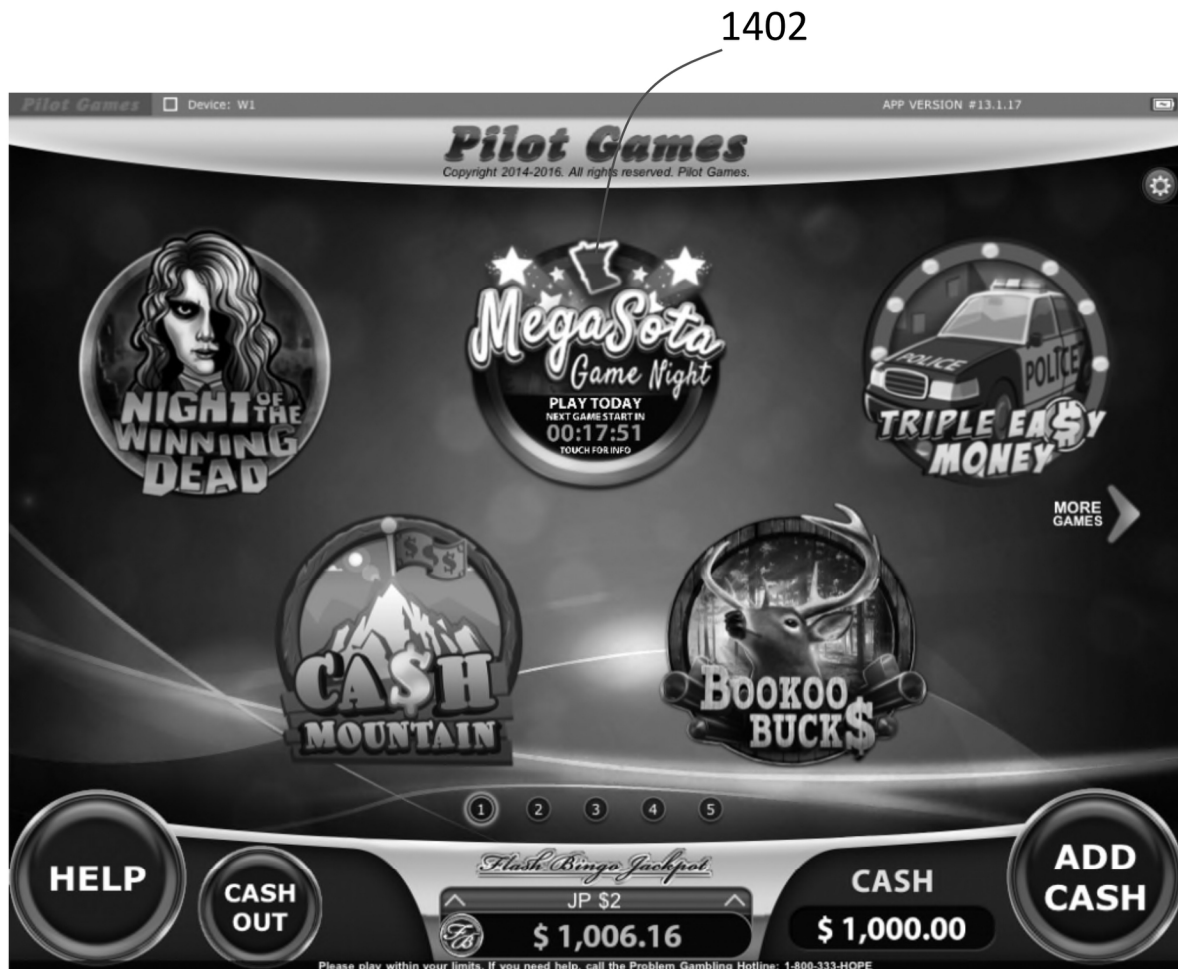 1402
Pilot Games Device: W1 APP VERSION #13.1.17
Pilot Games
Copyright 2014-2016. All rights reserved. Pilot Games.
NIGHT OF THE
WINNING
DEAD
MegaSota
Game Night
PLAY TODAY
NEXT GAME START IN
00:17:51
TOUCH FOR INFO
POLICE
POLICE
TRIPLE EA$Y
MONEY
MORE
GAMES
$ $ $
CA$H
MOUNTAIN
BOOKOO
BUCK$
1 2 3 4 5
HELP
CASH
OUT
Flash Bingo Jackpot
JP $2
FB $ 1,006.16
CASH
$ 1,000.00
ADD
CASH
Please play within your limits. If you need help, call the Problem Gambling Hotline: 1-800-333-HOPE